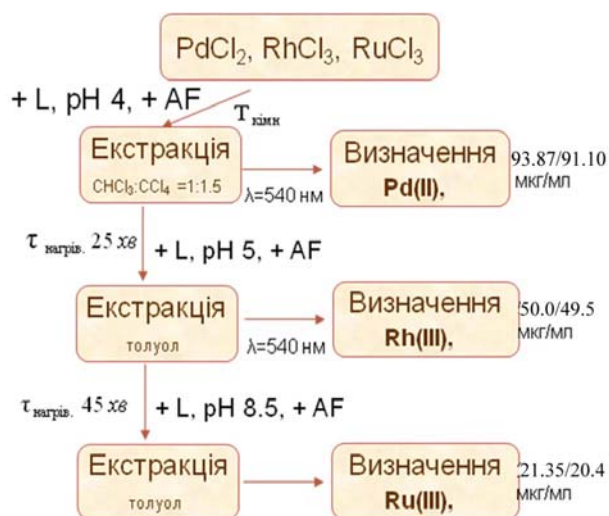 PdCl₂, RhCl₃, RuCl₃
+ L, pH 4, + AF
T кімн
Екстракція
CHCl₃:CCl₄ =1:1.5
λ=540 нм
Визначення
Pd(II),
93.87/91.10
мкг/мл
τ нагрів. 25 хв
+ L, pH 5, + AF
Екстракція
толуол
λ=540 нм
Визначення
Rh(III),
50.0/49.5
мкг/мл
τ нагрів. 45 хв
+ L, pH 8.5, + AF
Екстракція
толуол
Визначення
Ru(III),
21.35/20.4
мкг/мл